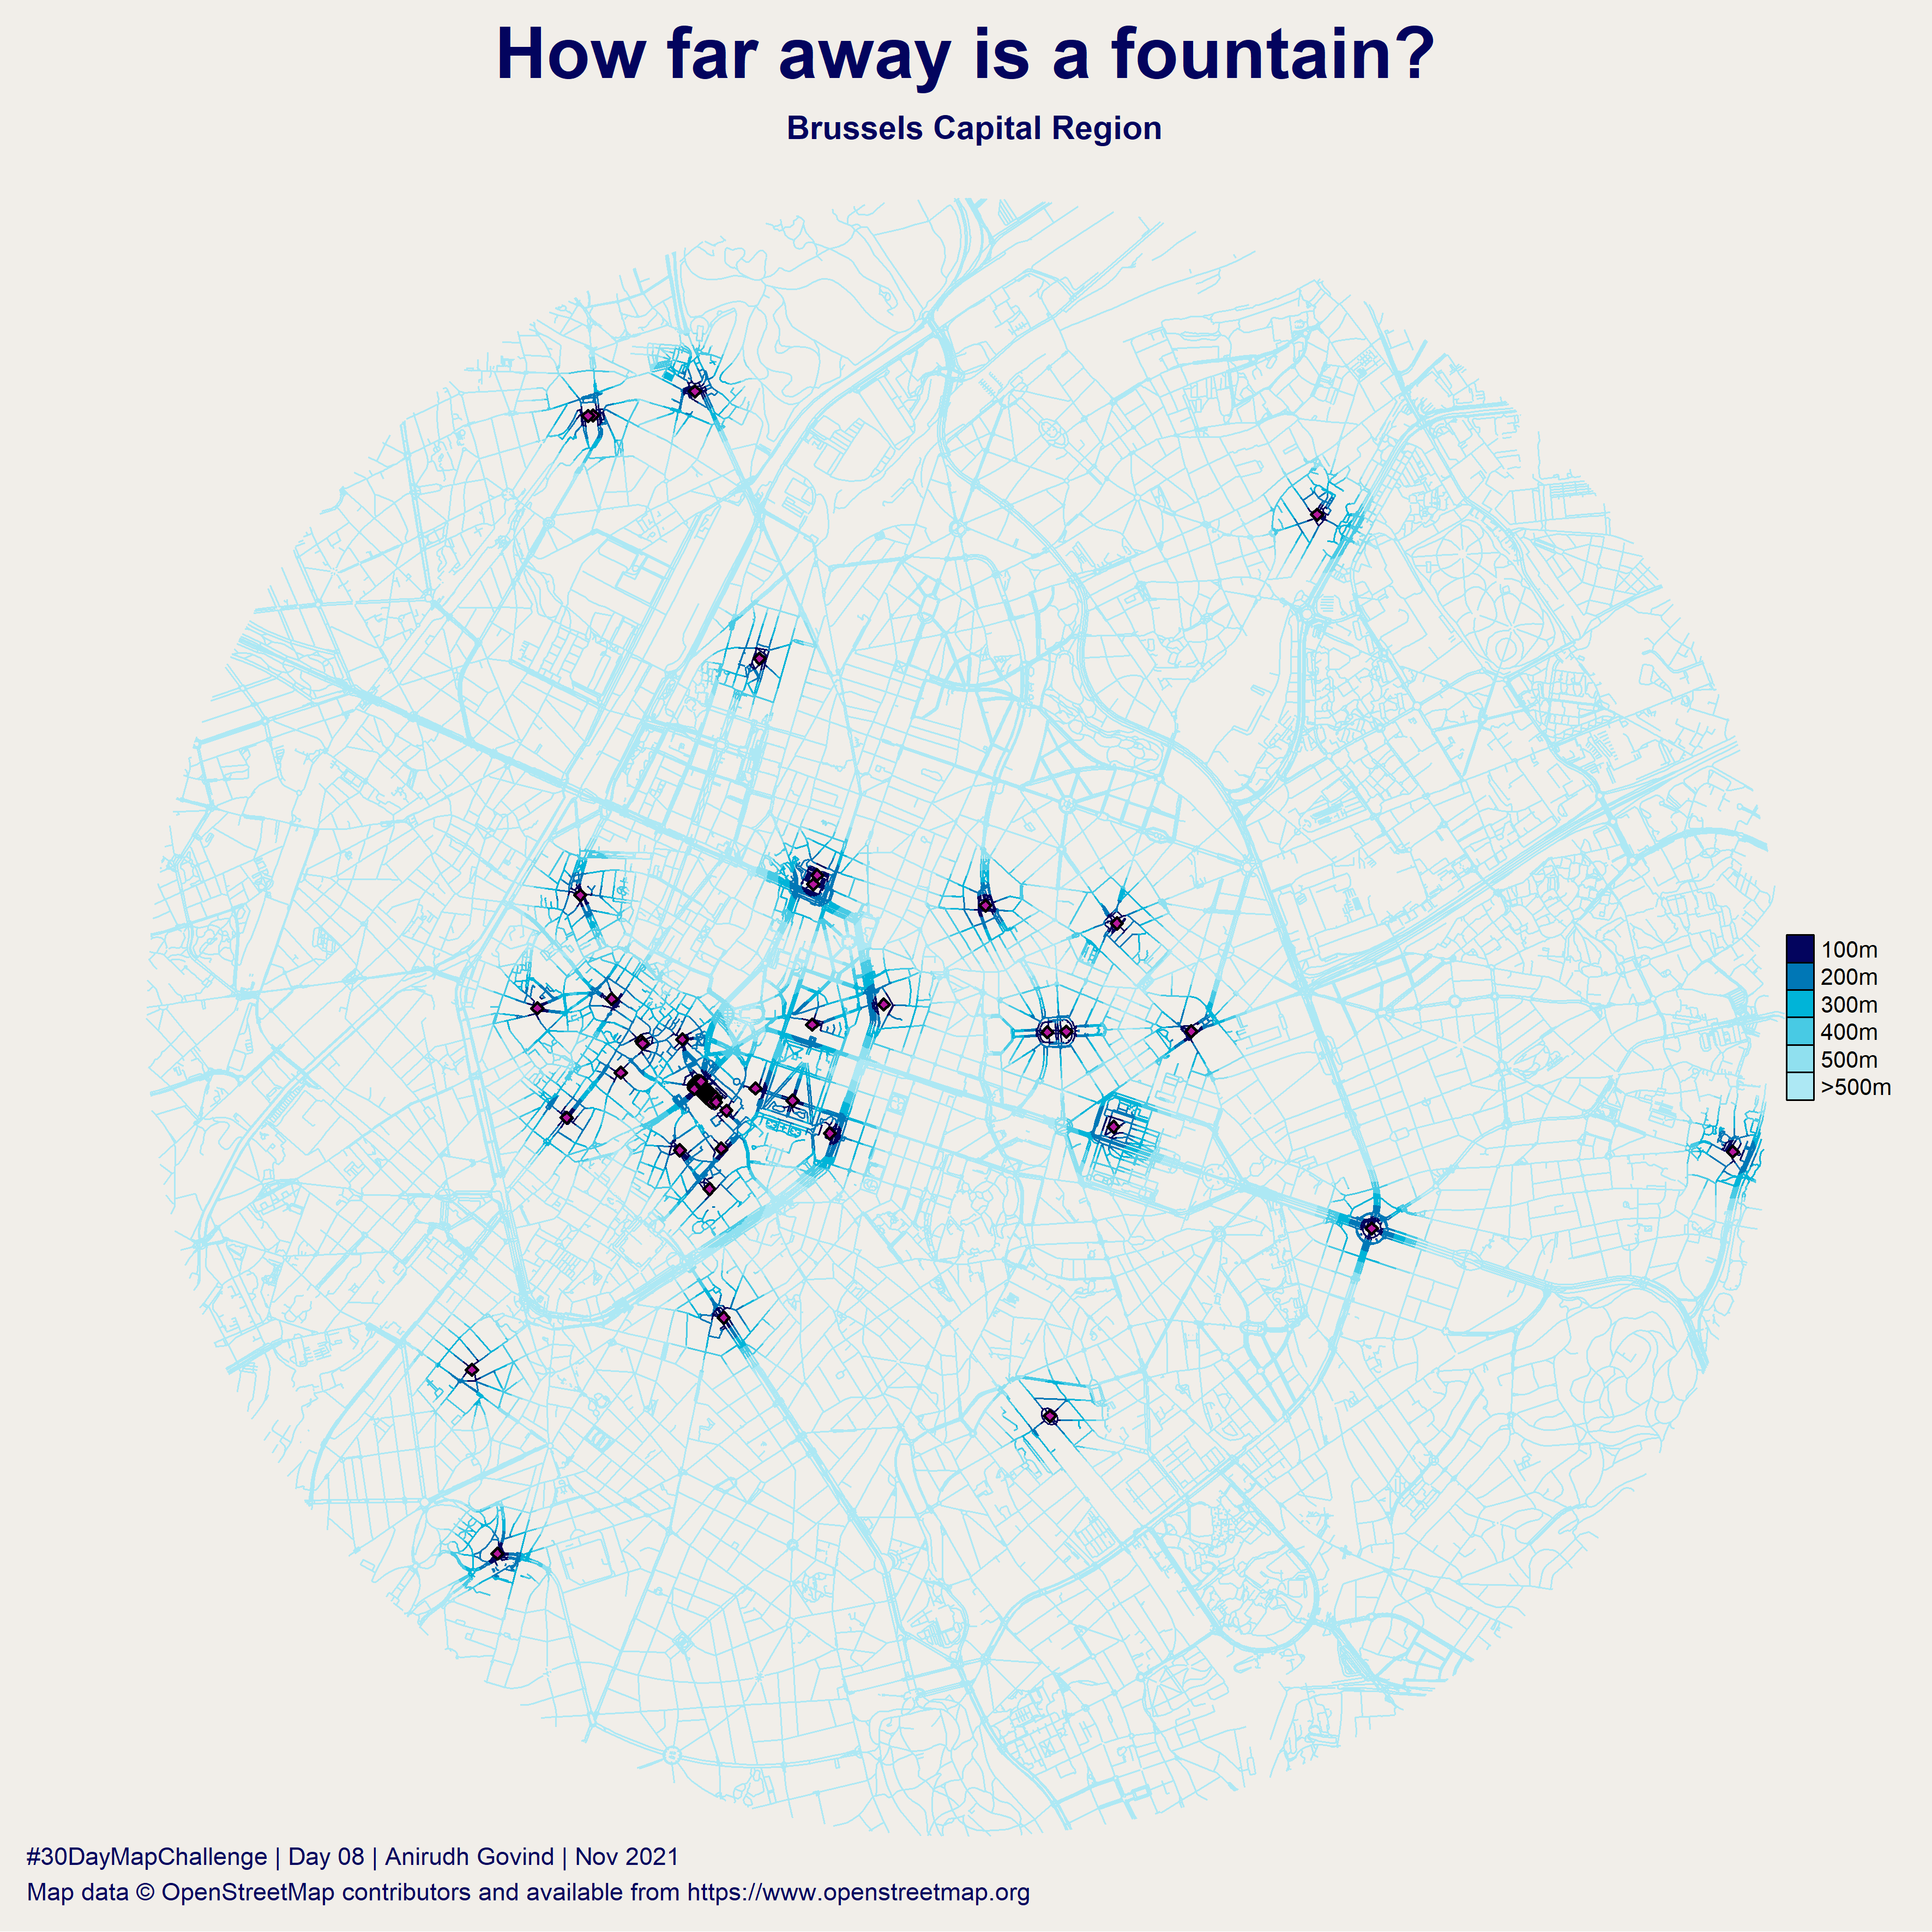 How far away is a fountain?
Brussels Capital Region
100m
200m
300m
400m
500m
>500m
#30DayMapChallenge | Day 08 | Anirudh Govind | Nov 2021
Map data © OpenStreetMap contributors and available from https://www.openstreetmap.org